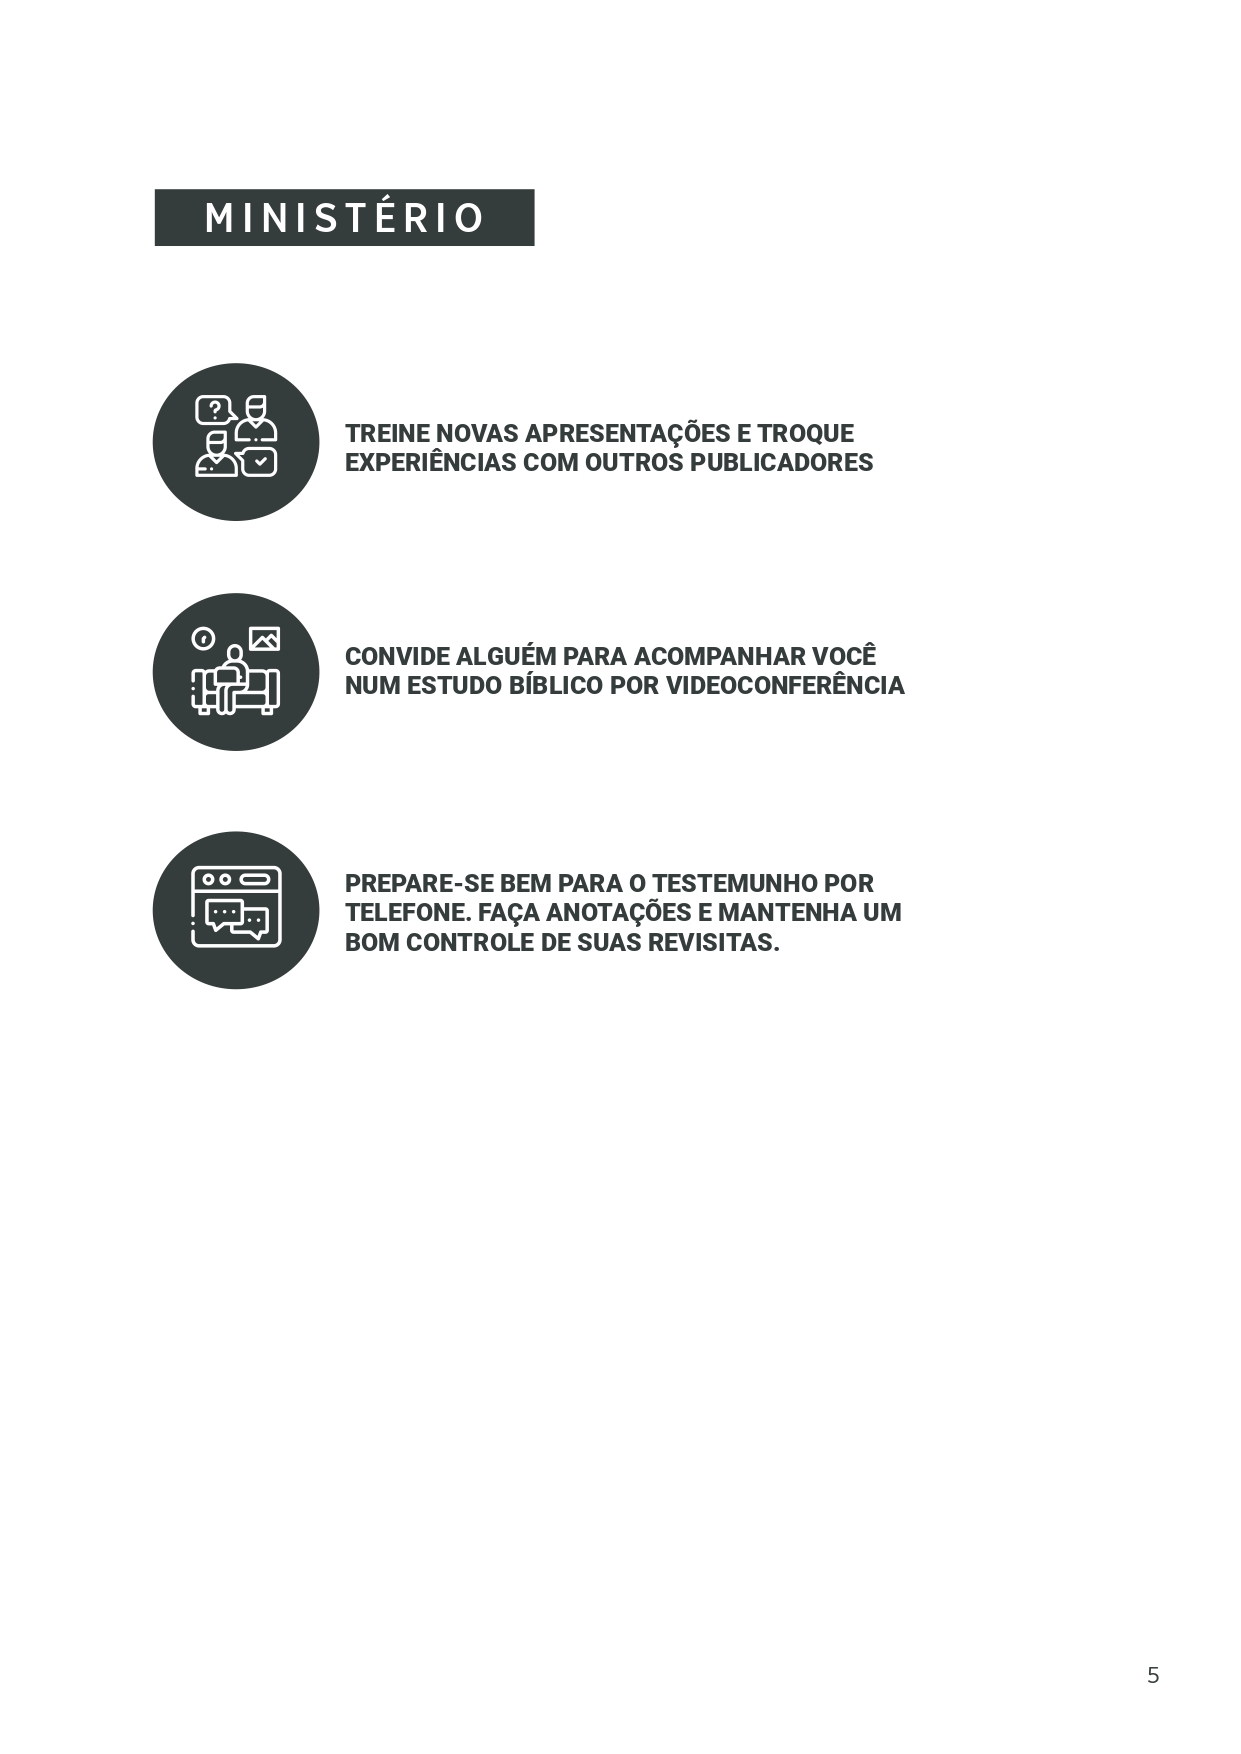 MINISTÉRIO
TREINE NOVAS APRESENTAÇÕES E TROQUE
EXPERIÊNCIAS COM OUTROS PUBLICADORES
CONVIDE ALGUÉM PARA ACOMPANHAR VOCÊ
NUM ESTUDO BÍBLICO POR VIDEOCONFERÊNCIA
PREPARE-SE BEM PARA O TESTEMUNHO POR
TELEFONE. FAÇA ANOTAÇÕES E MANTENHA UM
BOM CONTROLE DE SUAS REVISITAS.
5